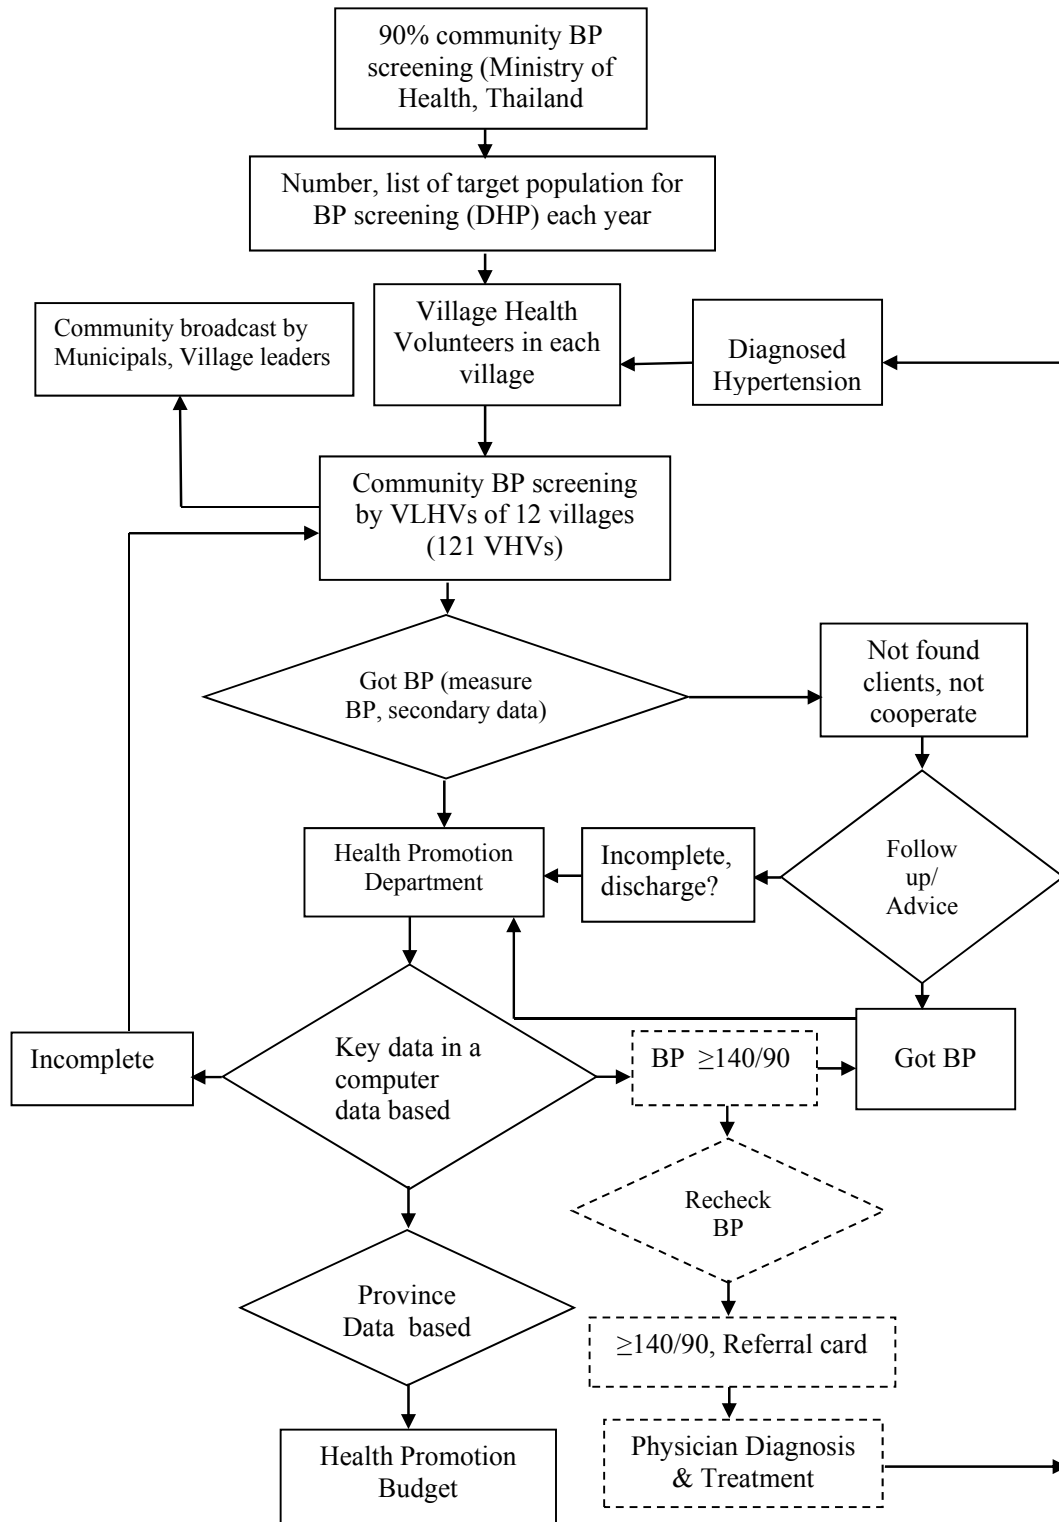 90% community BP
screening (Ministry of
Health, Thailand
Number, list of target population for
BP screening (DHP) each year
Village Health
Volunteers in each
village
Community broadcast by
Municipals, Village leaders
Diagnosed
Hypertension
Community BP screening
by VLHVs of 12 villages
(121 VHVs)
Got BP (measure
BP, secondary data)
Not found
clients, not
cooperate
Health Promotion
Department
Incomplete,
discharge?
Follow
up/
Advice
Incomplete
Key data in a
computer
data based
BP ≥140/90
Got BP
Recheck
BP
Province
Data based
≥140/90, Referral card
Health Promotion
Budget
Physician Diagnosis
& Treatment